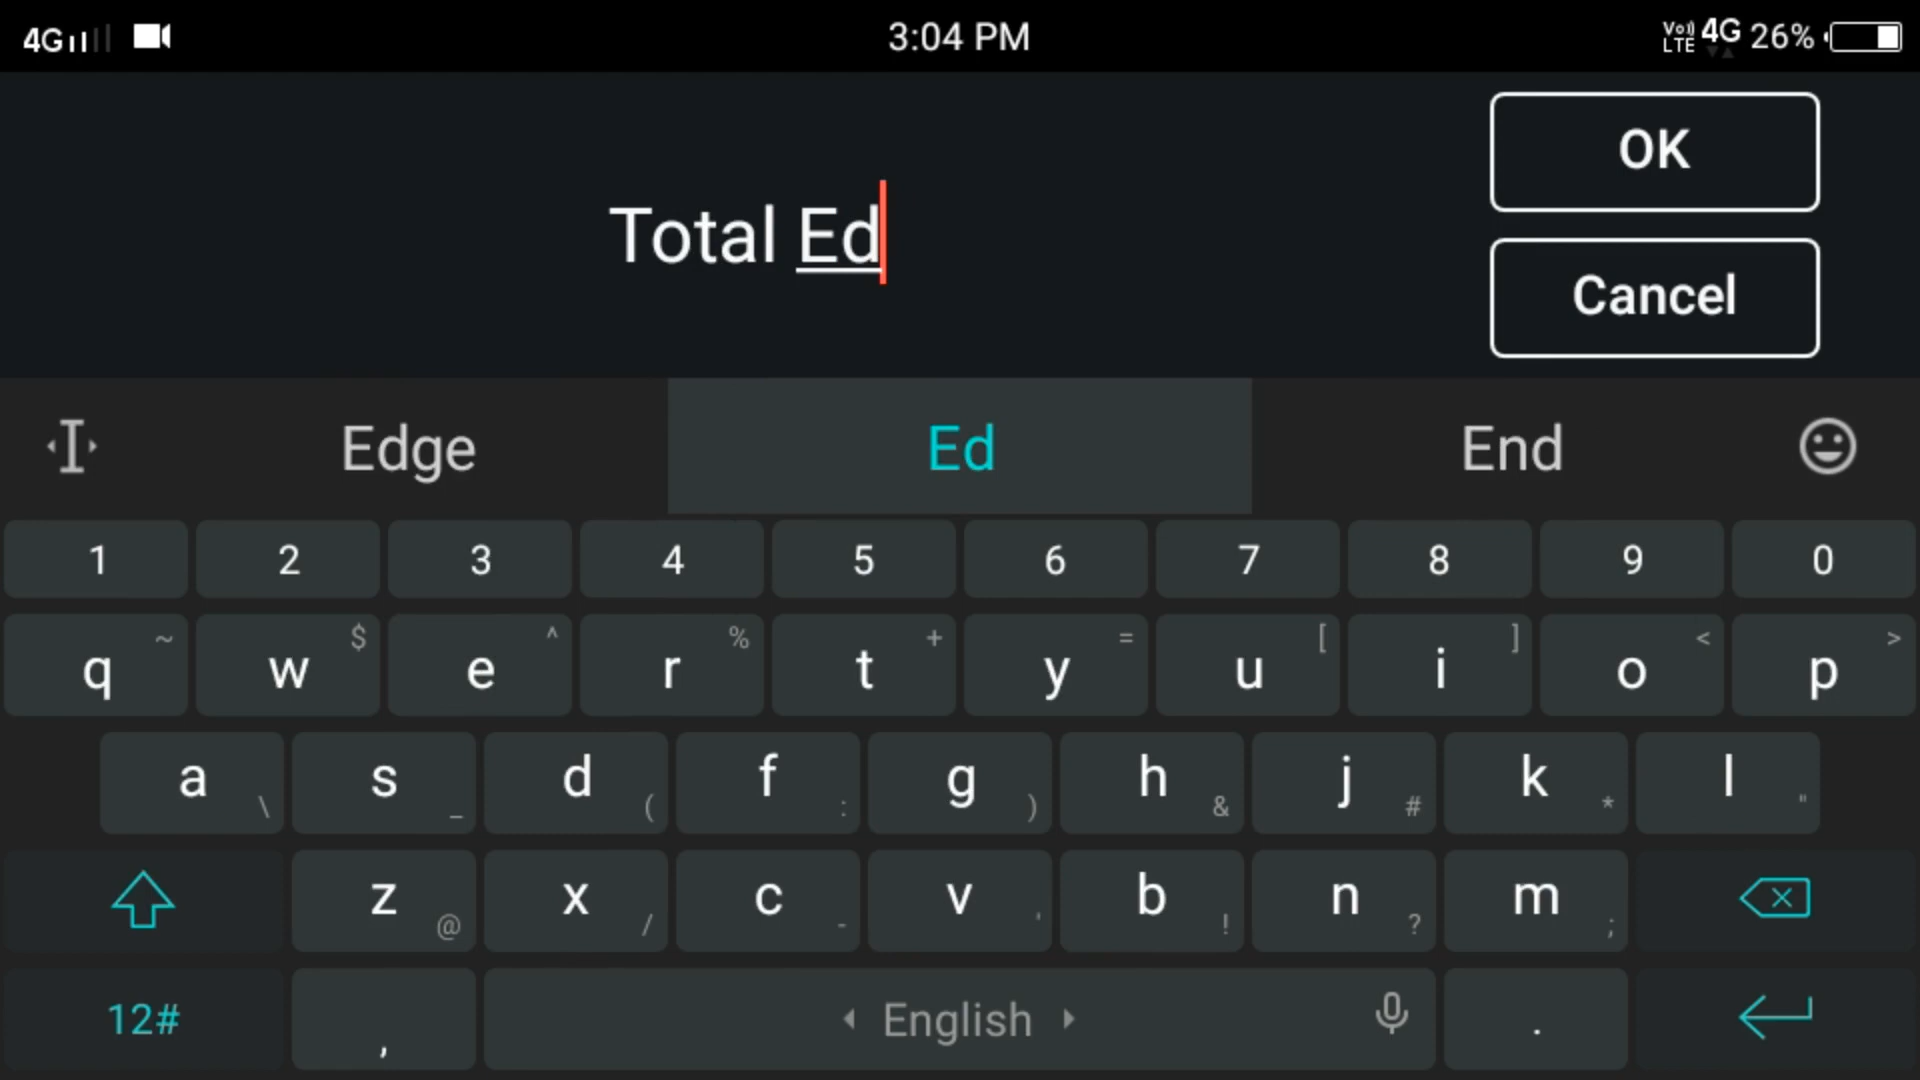 4G 3:04 PM Vo)) LTE 4G 26%
OK
Total Ed
Cancel
Edge Ed End
1 2 3 4 5 6 7 8 9 0
~ $ ^ % + = [ ] < >
q w e r t y u i o p
a s d f g h j k l
\ _ ( : ) & # * "
z x c v b n m
@ / - ' ! ? ;
12# , English .